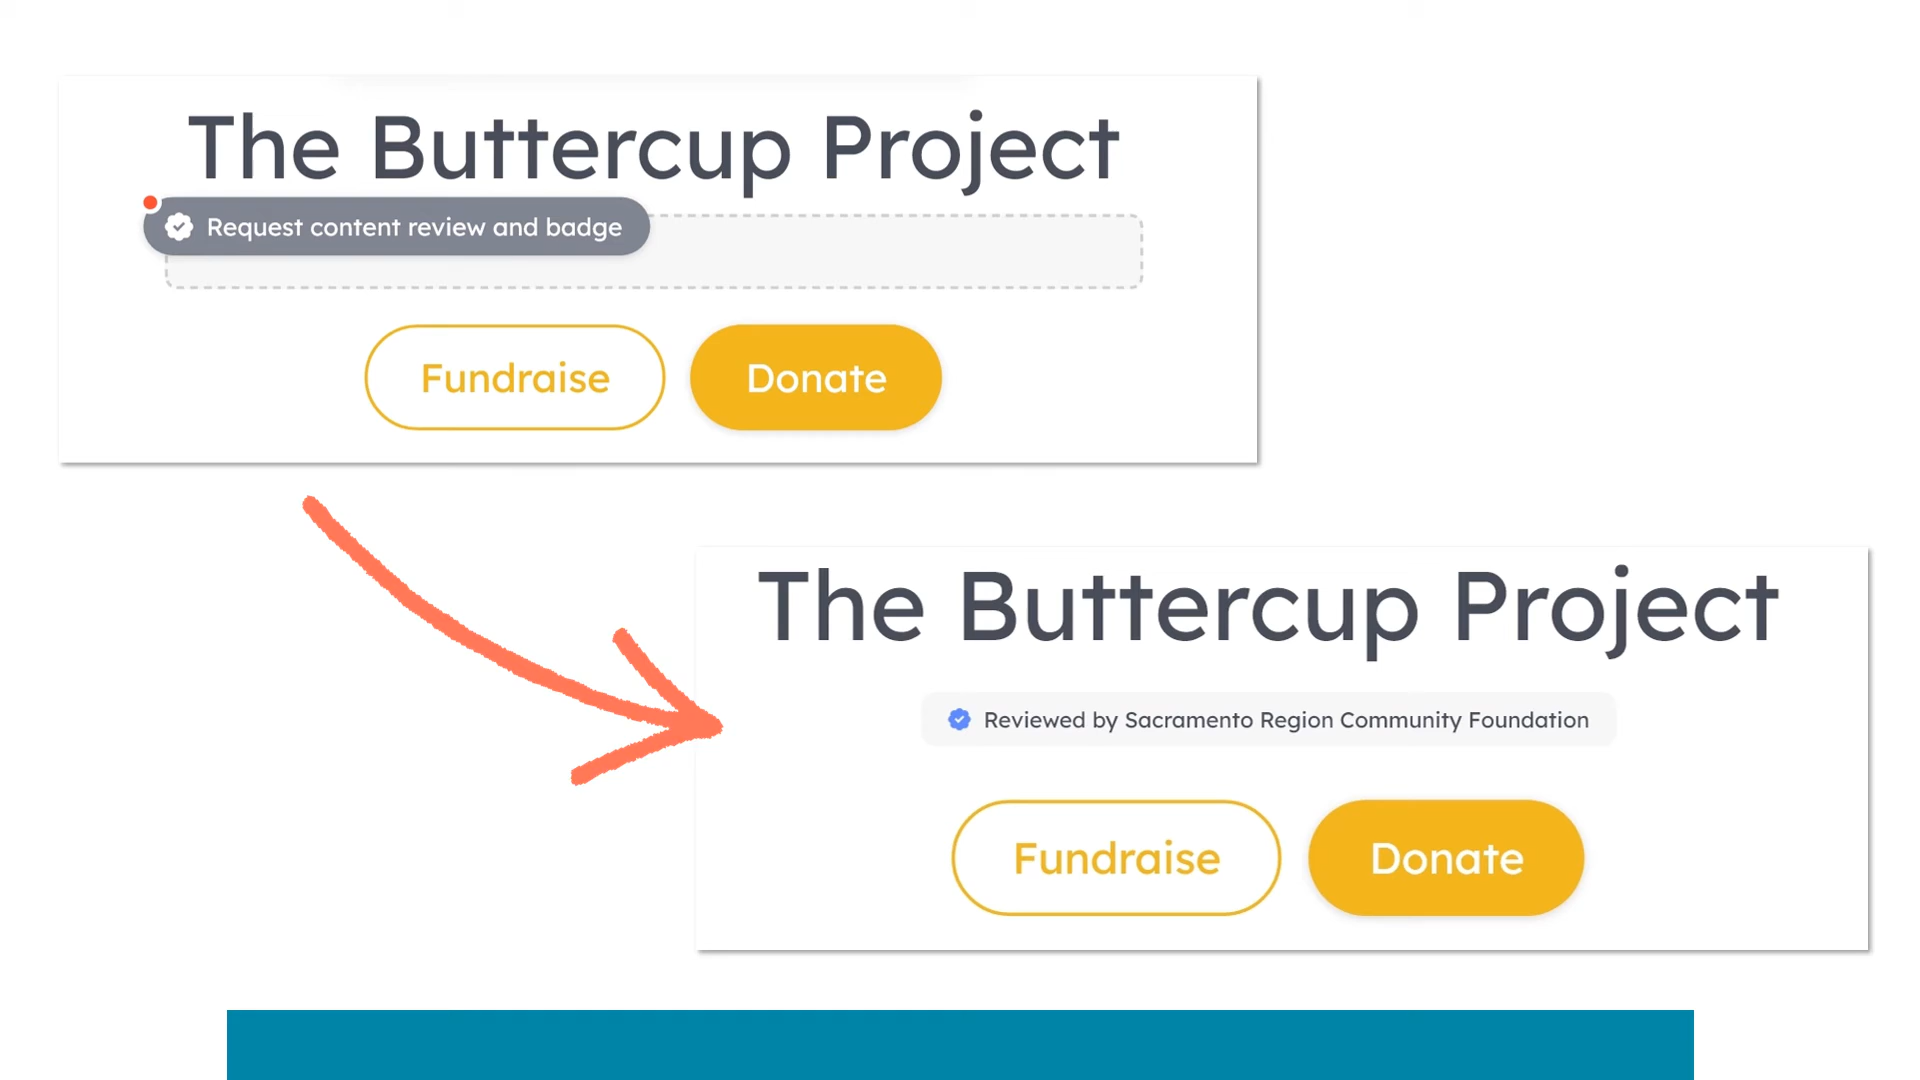 The Buttercup Project
Request content review and badge
Fundraise
Donate
The Buttercup Project
Reviewed by Sacramento Region Community Foundation
Fundraise
Donate